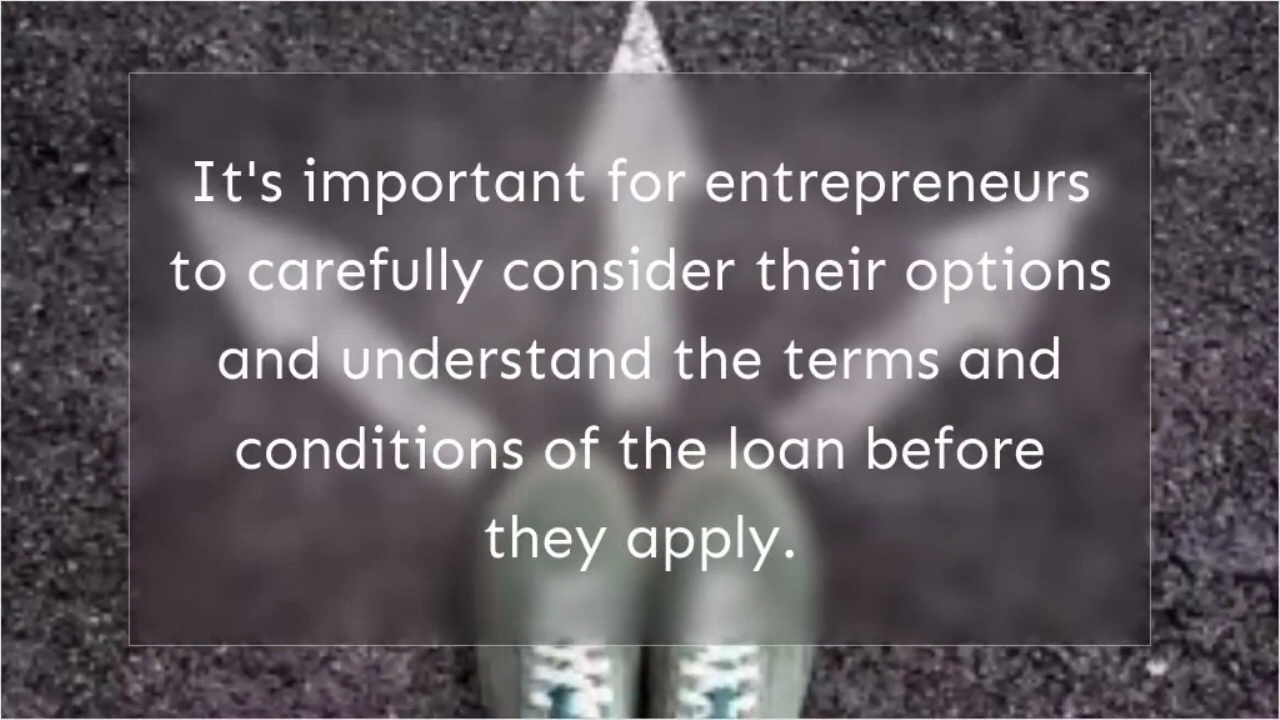 It's important for entrepreneurs
to carefully consider their options
and understand the terms and
conditions of the loan before
they apply.